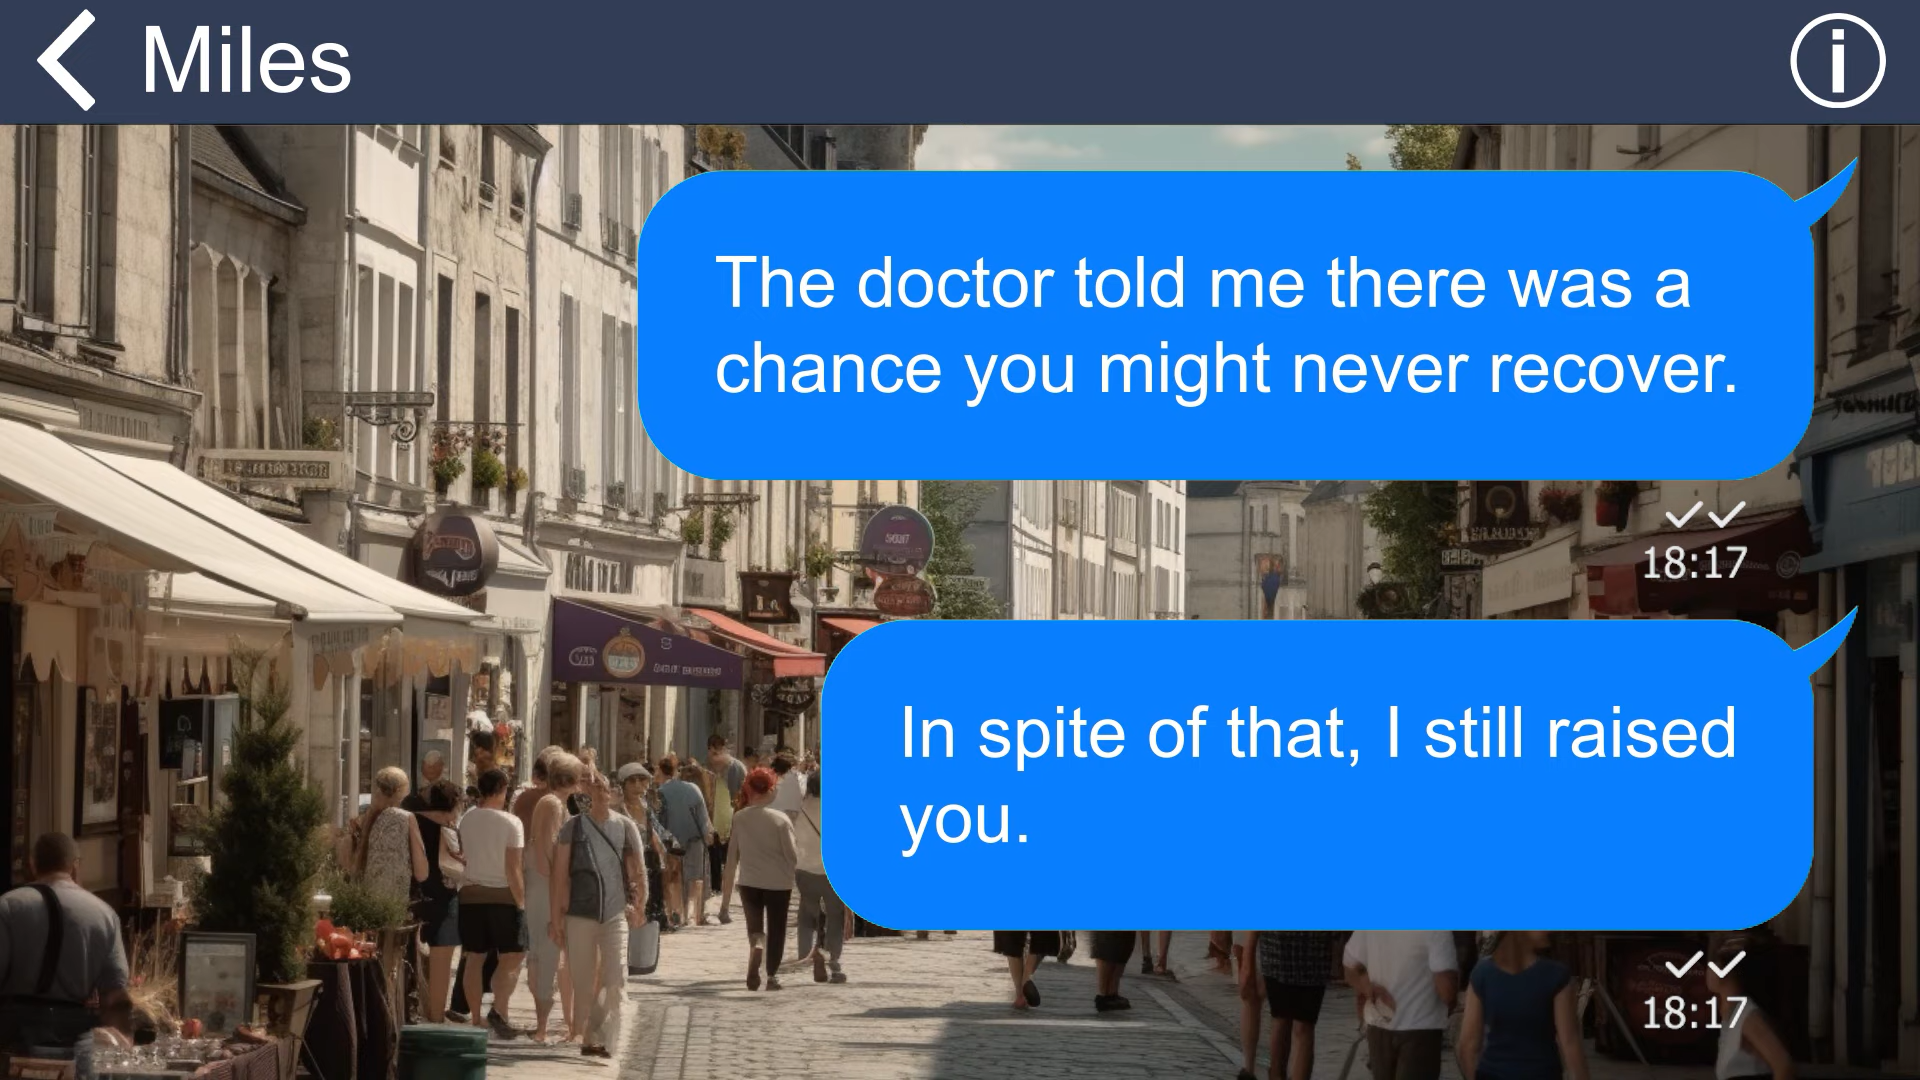 Miles
The doctor told me there was a
chance you might never recover.
18:17
In spite of that, I still raised
you.
18:17